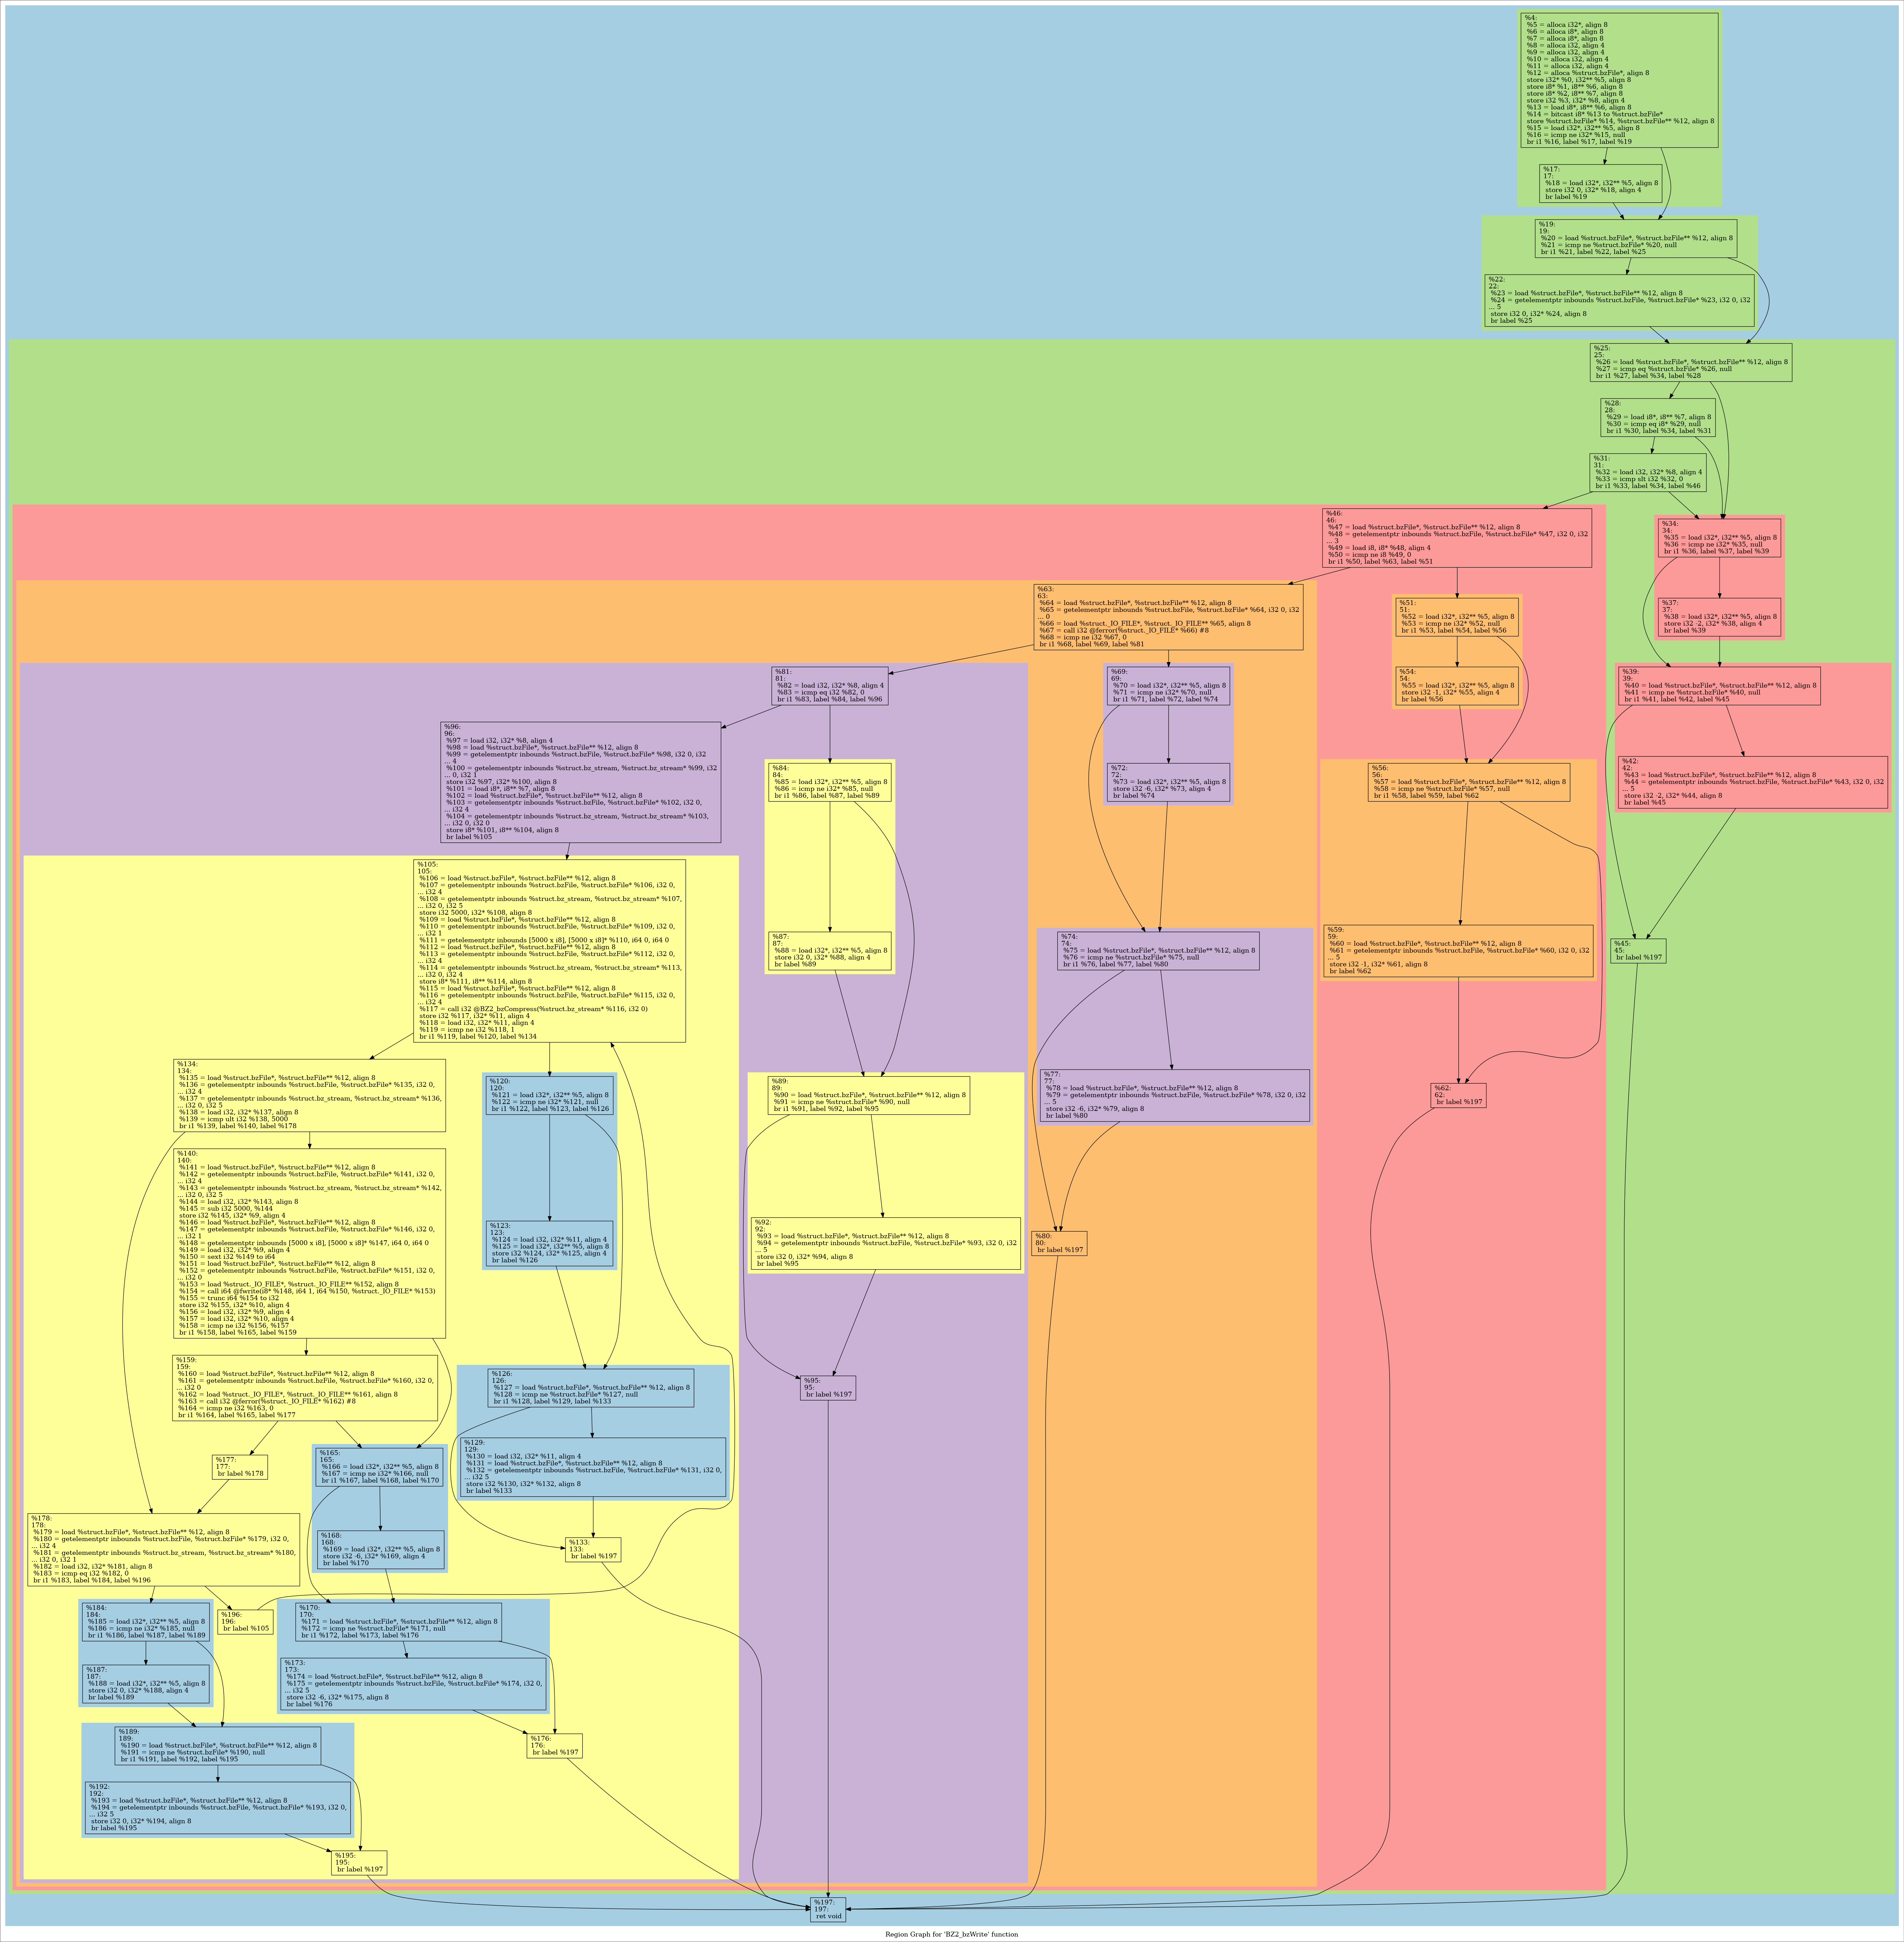 %4:
%5 = alloca i32*, align 8
%6 = alloca i8*, align 8
%7 = alloca i8*, align 8
%8 = alloca i32, align 4
%9 = alloca i32, align 4
%10 = alloca i32, align 4
%11 = alloca i32, align 4
%12 = alloca %struct.bzFile*, align 8
store i32* %0, i32** %5, align 8
store i8* %1, i8** %6, align 8
store i8* %2, i8** %7, align 8
store i32 %3, i32* %8, align 4
%13 = load i8*, i8** %6, align 8
%14 = bitcast i8* %13 to %struct.bzFile*
store %struct.bzFile* %14, %struct.bzFile** %12, align 8
%15 = load i32*, i32** %5, align 8
%16 = icmp ne i32* %15, null
br i1 %16, label %17, label %19
%17:
17:
%18 = load i32*, i32** %5, align 8
store i32 0, i32* %18, align 4
br label %19
%19:
19:
%20 = load %struct.bzFile*, %struct.bzFile** %12, align 8
%21 = icmp ne %struct.bzFile* %20, null
br i1 %21, label %22, label %25
%22:
22:
%23 = load %struct.bzFile*, %struct.bzFile** %12, align 8
%24 = getelementptr inbounds %struct.bzFile, %struct.bzFile* %23, i32 0, i32
... 5
store i32 0, i32* %24, align 8
br label %25
%25:
25:
%26 = load %struct.bzFile*, %struct.bzFile** %12, align 8
%27 = icmp eq %struct.bzFile* %26, null
br i1 %27, label %34, label %28
%28:
28:
%29 = load i8*, i8** %7, align 8
%30 = icmp eq i8* %29, null
br i1 %30, label %34, label %31
%31:
31:
%32 = load i32, i32* %8, align 4
%33 = icmp slt i32 %32, 0
br i1 %33, label %34, label %46
%46:
46:
%47 = load %struct.bzFile*, %struct.bzFile** %12, align 8
%48 = getelementptr inbounds %struct.bzFile, %struct.bzFile* %47, i32 0, i32
... 3
%49 = load i8, i8* %48, align 4
%50 = icmp ne i8 %49, 0
br i1 %50, label %63, label %51
%34:
34:
%35 = load i32*, i32** %5, align 8
%36 = icmp ne i32* %35, null
br i1 %36, label %37, label %39
%37:
37:
%38 = load i32*, i32** %5, align 8
store i32 -2, i32* %38, align 4
br label %39
%63:
63:
%64 = load %struct.bzFile*, %struct.bzFile** %12, align 8
%65 = getelementptr inbounds %struct.bzFile, %struct.bzFile* %64, i32 0, i32
... 0
%66 = load %struct._IO_FILE*, %struct._IO_FILE** %65, align 8
%67 = call i32 @ferror(%struct._IO_FILE* %66) #8
%68 = icmp ne i32 %67, 0
br i1 %68, label %69, label %81
%51:
51:
%52 = load i32*, i32** %5, align 8
%53 = icmp ne i32* %52, null
br i1 %53, label %54, label %56
%81:
81:
%82 = load i32, i32* %8, align 4
%83 = icmp eq i32 %82, 0
br i1 %83, label %84, label %96
%69:
69:
%70 = load i32*, i32** %5, align 8
%71 = icmp ne i32* %70, null
br i1 %71, label %72, label %74
%54:
54:
%55 = load i32*, i32** %5, align 8
store i32 -1, i32* %55, align 4
br label %56
%39:
39:
%40 = load %struct.bzFile*, %struct.bzFile** %12, align 8
%41 = icmp ne %struct.bzFile* %40, null
br i1 %41, label %42, label %45
%96:
96:
%97 = load i32, i32* %8, align 4
%98 = load %struct.bzFile*, %struct.bzFile** %12, align 8
%99 = getelementptr inbounds %struct.bzFile, %struct.bzFile* %98, i32 0, i32
... 4
%100 = getelementptr inbounds %struct.bz_stream, %struct.bz_stream* %99, i32
... 0, i32 1
store i32 %97, i32* %100, align 8
%101 = load i8*, i8** %7, align 8
%102 = load %struct.bzFile*, %struct.bzFile** %12, align 8
%103 = getelementptr inbounds %struct.bzFile, %struct.bzFile* %102, i32 0,
... i32 4
%104 = getelementptr inbounds %struct.bz_stream, %struct.bz_stream* %103,
... i32 0, i32 0
store i8* %101, i8** %104, align 8
br label %105
%84:
84:
%85 = load i32*, i32** %5, align 8
%86 = icmp ne i32* %85, null
br i1 %86, label %87, label %89
%72:
72:
%73 = load i32*, i32** %5, align 8
store i32 -6, i32* %73, align 4
br label %74
%56:
56:
%57 = load %struct.bzFile*, %struct.bzFile** %12, align 8
%58 = icmp ne %struct.bzFile* %57, null
br i1 %58, label %59, label %62
%42:
42:
%43 = load %struct.bzFile*, %struct.bzFile** %12, align 8
%44 = getelementptr inbounds %struct.bzFile, %struct.bzFile* %43, i32 0, i32
... 5
store i32 -2, i32* %44, align 8
br label %45
%105:
105:
%106 = load %struct.bzFile*, %struct.bzFile** %12, align 8
%107 = getelementptr inbounds %struct.bzFile, %struct.bzFile* %106, i32 0,
... i32 4
%108 = getelementptr inbounds %struct.bz_stream, %struct.bz_stream* %107,
... i32 0, i32 5
store i32 5000, i32* %108, align 8
%109 = load %struct.bzFile*, %struct.bzFile** %12, align 8
%110 = getelementptr inbounds %struct.bzFile, %struct.bzFile* %109, i32 0,
... i32 1
%111 = getelementptr inbounds [5000 x i8], [5000 x i8]* %110, i64 0, i64 0
%112 = load %struct.bzFile*, %struct.bzFile** %12, align 8
%113 = getelementptr inbounds %struct.bzFile, %struct.bzFile* %112, i32 0,
... i32 4
%114 = getelementptr inbounds %struct.bz_stream, %struct.bz_stream* %113,
... i32 0, i32 4
store i8* %111, i8** %114, align 8
%115 = load %struct.bzFile*, %struct.bzFile** %12, align 8
%116 = getelementptr inbounds %struct.bzFile, %struct.bzFile* %115, i32 0,
... i32 4
%117 = call i32 @BZ2_bzCompress(%struct.bz_stream* %116, i32 0)
store i32 %117, i32* %11, align 4
%118 = load i32, i32* %11, align 4
%119 = icmp ne i32 %118, 1
br i1 %119, label %120, label %134
%87:
87:
%88 = load i32*, i32** %5, align 8
store i32 0, i32* %88, align 4
br label %89
%74:
74:
%75 = load %struct.bzFile*, %struct.bzFile** %12, align 8
%76 = icmp ne %struct.bzFile* %75, null
br i1 %76, label %77, label %80
%59:
59:
%60 = load %struct.bzFile*, %struct.bzFile** %12, align 8
%61 = getelementptr inbounds %struct.bzFile, %struct.bzFile* %60, i32 0, i32
... 5
store i32 -1, i32* %61, align 8
br label %62
%45:
45:
br label %197
%134:
134:
%135 = load %struct.bzFile*, %struct.bzFile** %12, align 8
%136 = getelementptr inbounds %struct.bzFile, %struct.bzFile* %135, i32 0,
... i32 4
%137 = getelementptr inbounds %struct.bz_stream, %struct.bz_stream* %136,
... i32 0, i32 5
%138 = load i32, i32* %137, align 8
%139 = icmp ult i32 %138, 5000
br i1 %139, label %140, label %178
%120:
120:
%121 = load i32*, i32** %5, align 8
%122 = icmp ne i32* %121, null
br i1 %122, label %123, label %126
%89:
89:
%90 = load %struct.bzFile*, %struct.bzFile** %12, align 8
%91 = icmp ne %struct.bzFile* %90, null
br i1 %91, label %92, label %95
%77:
77:
%78 = load %struct.bzFile*, %struct.bzFile** %12, align 8
%79 = getelementptr inbounds %struct.bzFile, %struct.bzFile* %78, i32 0, i32
... 5
store i32 -6, i32* %79, align 8
br label %80
%62:
62:
br label %197
%140:
140:
%141 = load %struct.bzFile*, %struct.bzFile** %12, align 8
%142 = getelementptr inbounds %struct.bzFile, %struct.bzFile* %141, i32 0,
... i32 4
%143 = getelementptr inbounds %struct.bz_stream, %struct.bz_stream* %142,
... i32 0, i32 5
%144 = load i32, i32* %143, align 8
%145 = sub i32 5000, %144
store i32 %145, i32* %9, align 4
%146 = load %struct.bzFile*, %struct.bzFile** %12, align 8
%147 = getelementptr inbounds %struct.bzFile, %struct.bzFile* %146, i32 0,
... i32 1
%148 = getelementptr inbounds [5000 x i8], [5000 x i8]* %147, i64 0, i64 0
%149 = load i32, i32* %9, align 4
%150 = sext i32 %149 to i64
%151 = load %struct.bzFile*, %struct.bzFile** %12, align 8
%152 = getelementptr inbounds %struct.bzFile, %struct.bzFile* %151, i32 0,
... i32 0
%153 = load %struct._IO_FILE*, %struct._IO_FILE** %152, align 8
%154 = call i64 @fwrite(i8* %148, i64 1, i64 %150, %struct._IO_FILE* %153)
%155 = trunc i64 %154 to i32
store i32 %155, i32* %10, align 4
%156 = load i32, i32* %9, align 4
%157 = load i32, i32* %10, align 4
%158 = icmp ne i32 %156, %157
br i1 %158, label %165, label %159
%123:
123:
%124 = load i32, i32* %11, align 4
%125 = load i32*, i32** %5, align 8
store i32 %124, i32* %125, align 4
br label %126
%92:
92:
%93 = load %struct.bzFile*, %struct.bzFile** %12, align 8
%94 = getelementptr inbounds %struct.bzFile, %struct.bzFile* %93, i32 0, i32
... 5
store i32 0, i32* %94, align 8
br label %95
%80:
80:
br label %197
%159:
159:
%160 = load %struct.bzFile*, %struct.bzFile** %12, align 8
%161 = getelementptr inbounds %struct.bzFile, %struct.bzFile* %160, i32 0,
... i32 0
%162 = load %struct._IO_FILE*, %struct._IO_FILE** %161, align 8
%163 = call i32 @ferror(%struct._IO_FILE* %162) #8
%164 = icmp ne i32 %163, 0
br i1 %164, label %165, label %177
%126:
126:
%127 = load %struct.bzFile*, %struct.bzFile** %12, align 8
%128 = icmp ne %struct.bzFile* %127, null
br i1 %128, label %129, label %133
%95:
95:
br label %197
%177:
177:
br label %178
%165:
165:
%166 = load i32*, i32** %5, align 8
%167 = icmp ne i32* %166, null
br i1 %167, label %168, label %170
%129:
129:
%130 = load i32, i32* %11, align 4
%131 = load %struct.bzFile*, %struct.bzFile** %12, align 8
%132 = getelementptr inbounds %struct.bzFile, %struct.bzFile* %131, i32 0,
... i32 5
store i32 %130, i32* %132, align 8
br label %133
%178:
178:
%179 = load %struct.bzFile*, %struct.bzFile** %12, align 8
%180 = getelementptr inbounds %struct.bzFile, %struct.bzFile* %179, i32 0,
... i32 4
%181 = getelementptr inbounds %struct.bz_stream, %struct.bz_stream* %180,
... i32 0, i32 1
%182 = load i32, i32* %181, align 8
%183 = icmp eq i32 %182, 0
br i1 %183, label %184, label %196
%168:
168:
%169 = load i32*, i32** %5, align 8
store i32 -6, i32* %169, align 4
br label %170
%133:
133:
br label %197
%184:
184:
%185 = load i32*, i32** %5, align 8
%186 = icmp ne i32* %185, null
br i1 %186, label %187, label %189
%196:
196:
br label %105
%170:
170:
%171 = load %struct.bzFile*, %struct.bzFile** %12, align 8
%172 = icmp ne %struct.bzFile* %171, null
br i1 %172, label %173, label %176
%187:
187:
%188 = load i32*, i32** %5, align 8
store i32 0, i32* %188, align 4
br label %189
%173:
173:
%174 = load %struct.bzFile*, %struct.bzFile** %12, align 8
%175 = getelementptr inbounds %struct.bzFile, %struct.bzFile* %174, i32 0,
... i32 5
store i32 -6, i32* %175, align 8
br label %176
%189:
189:
%190 = load %struct.bzFile*, %struct.bzFile** %12, align 8
%191 = icmp ne %struct.bzFile* %190, null
br i1 %191, label %192, label %195
%176:
176:
br label %197
%192:
192:
%193 = load %struct.bzFile*, %struct.bzFile** %12, align 8
%194 = getelementptr inbounds %struct.bzFile, %struct.bzFile* %193, i32 0,
... i32 5
store i32 0, i32* %194, align 8
br label %195
%195:
195:
br label %197
%197:
197:
ret void
Region Graph for 'BZ2_bzWrite' function